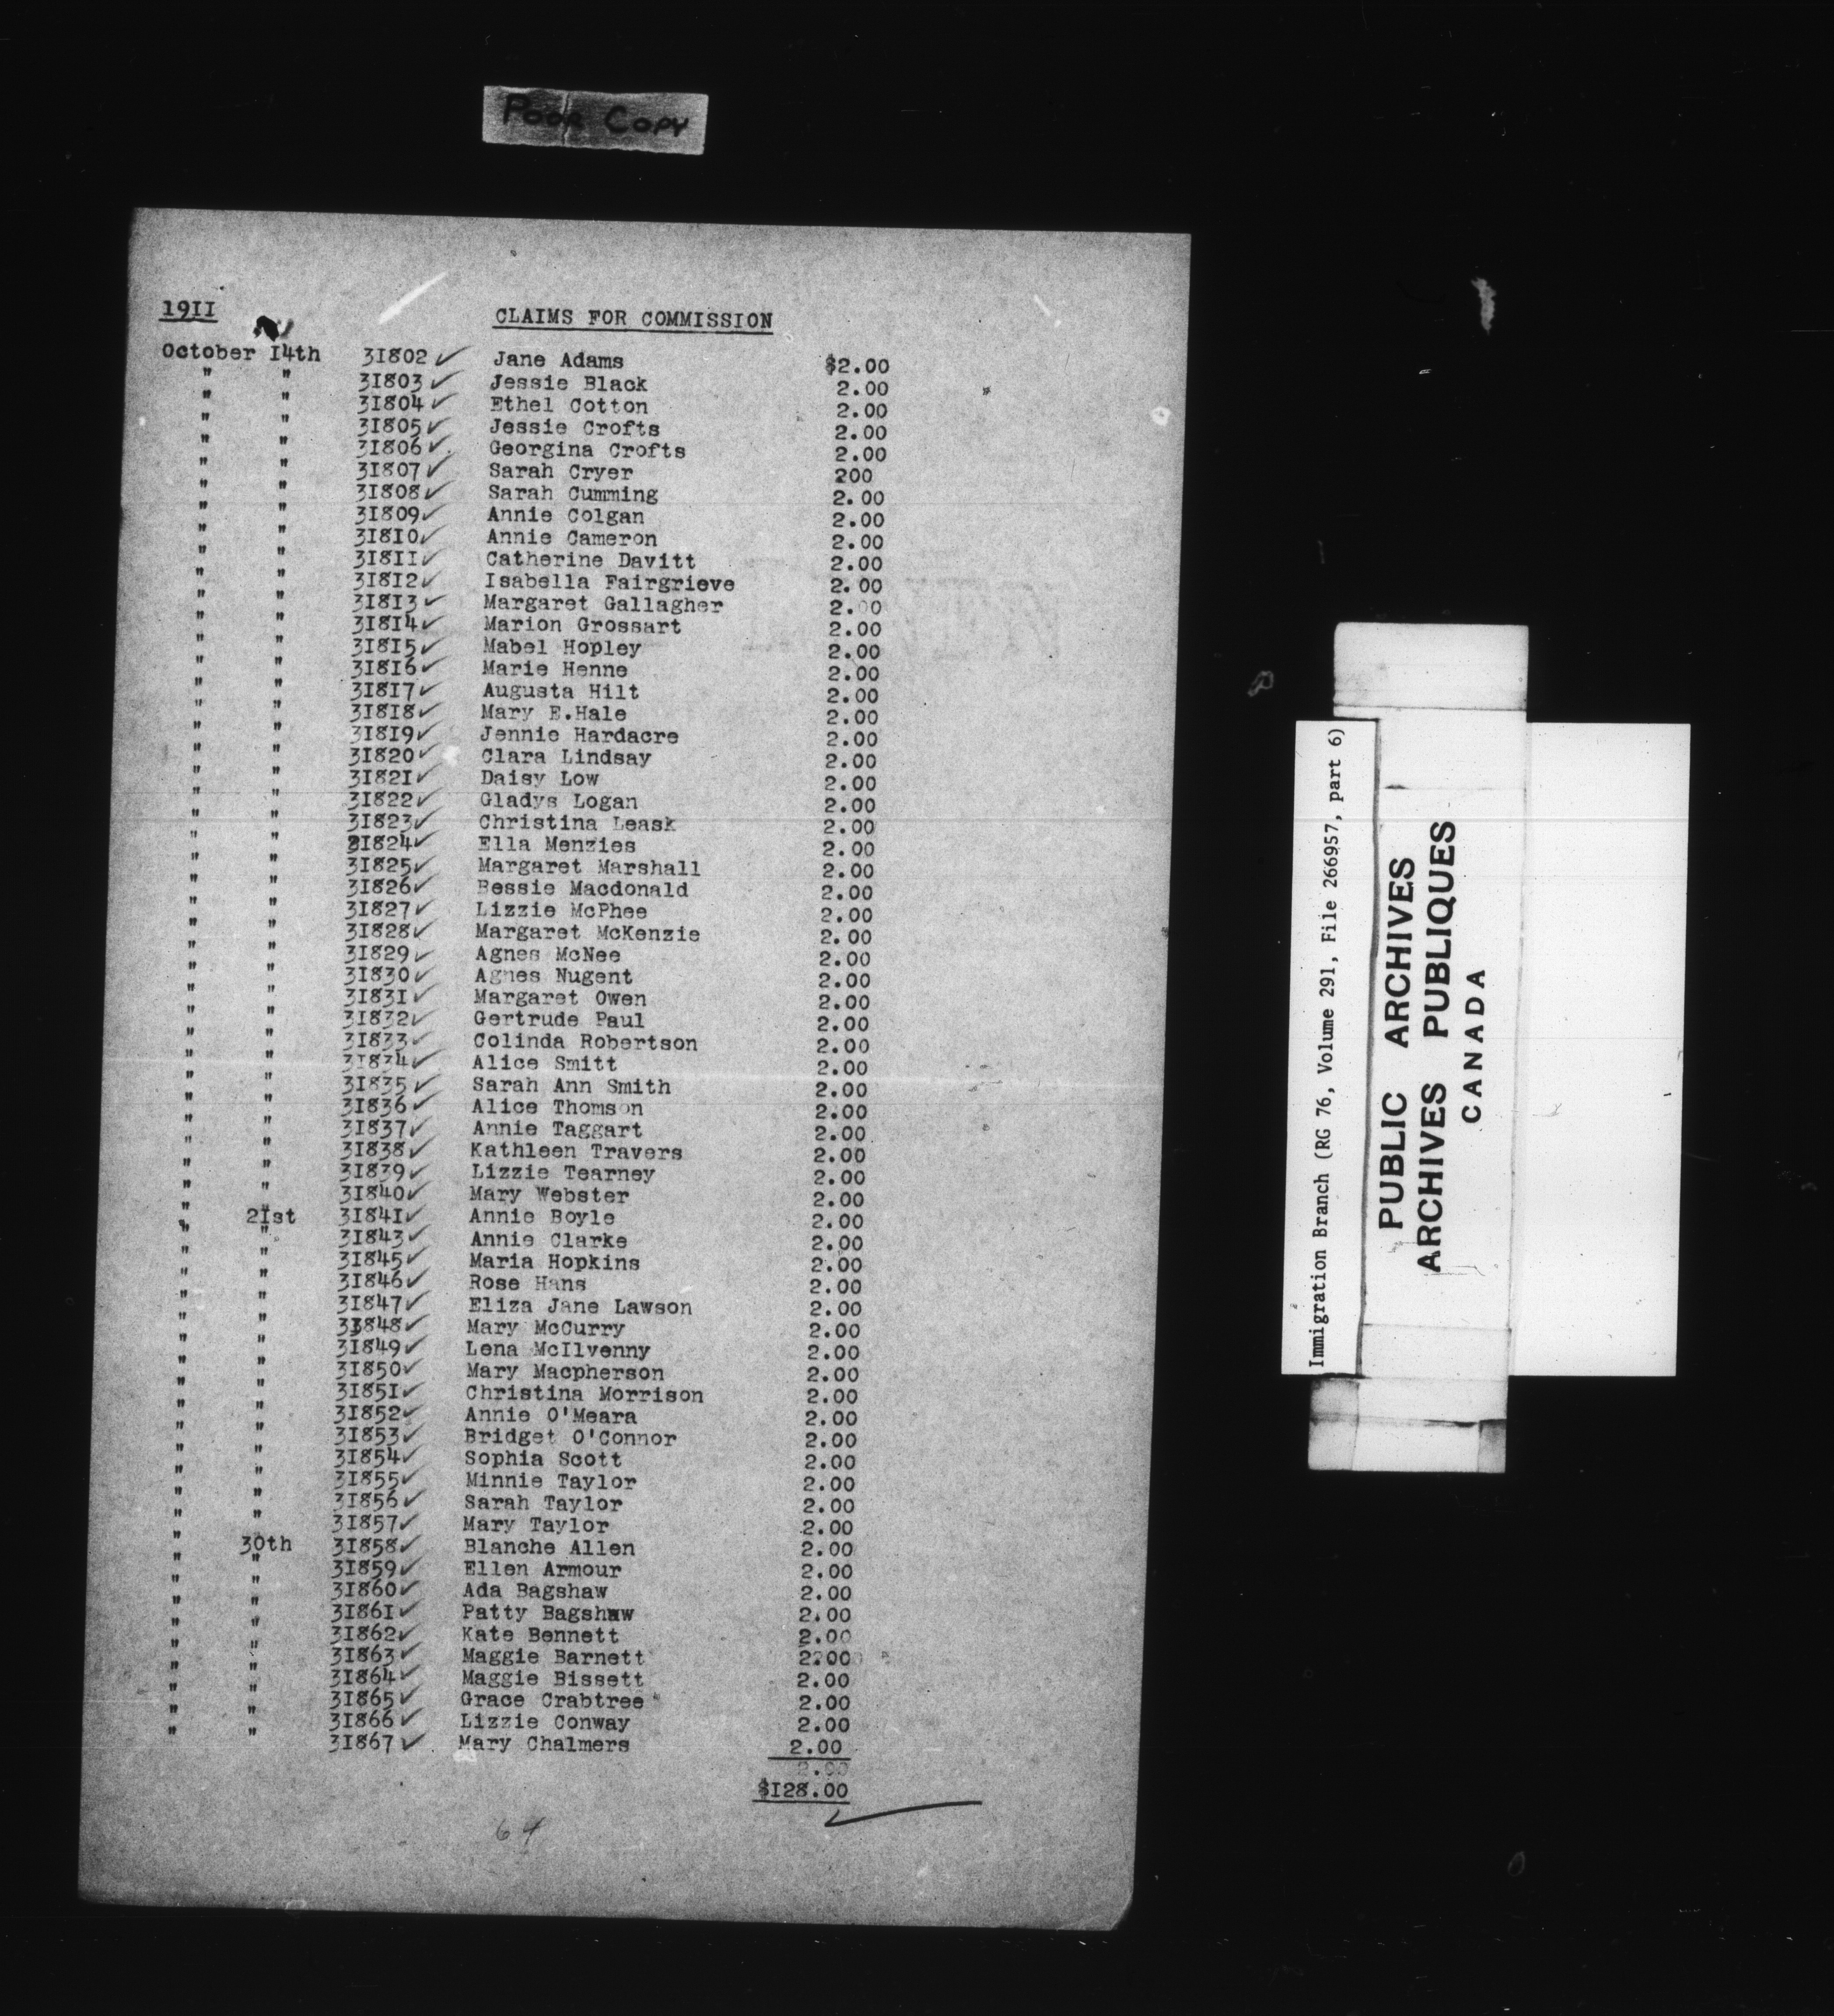 Poor Copy
1911
CLAIMS FOR COMMISSION
October 14th 31802 ✓ Jane Adams $2.00
" " 31803 ✓ Jessie Black 2.00
" " 31804 ✓ Ethel Cotton 2.00
" " 31805 ✓ Jessie Crofts 2.00
" " 31806 ✓ Georgina Crofts 2.00
" " 31807 ✓ Sarah Cryer 200
" " 31808 ✓ Sarah Cumming 2.00
" " 31809 ✓ Annie Colgan 2.00
" " 31810 ✓ Annie Cameron 2.00
" " 31811 ✓ Catherine Davitt 2.00
" " 31812 ✓ Isabella Fairgrieve 2.00
" " 31813 ✓ Margaret Gallagher 2.00
" " 31814 ✓ Marion Grossart 2.00
" " 31815 ✓ Mabel Hopley 2.00
" " 31816 ✓ Marie Henne 2.00
" " 31817 ✓ Augusta Hilt 2.00
" " 31818 ✓ Mary E.Hale 2.00
" " 31819 ✓ Jennie Hardacre 2.00
" " 31820 ✓ Clara Lindsay 2.00
" " 31821 ✓ Daisy Low 2.00
" " 31822 ✓ Gladys Logan 2.00
" " 31823 ✓ Christina Leask 2.00
" " 31824 ✓ Ella Menzies 2.00
" " 31825 ✓ Margaret Marshall 2.00
" " 31826 ✓ Bessie Macdonald 2.00
" " 31827 ✓ Lizzie McPhee 2.00
" " 31828 ✓ Margaret McKenzie 2.00
" " 31829 ✓ Agnes McNee 2.00
" " 31830 ✓ Agnes Nugent 2.00
" " 31831 ✓ Margaret Owen 2.00
" " 31832 ✓ Gertrude Paul 2.00
" " 31833 ✓ Colinda Robertson 2.00
" " 31834 ✓ Alice Smitt 2.00
" " 31835 ✓ Sarah Ann Smith 2.00
" " 31836 ✓ Alice Thomson 2.00
" " 31837 ✓ Annie Taggart 2.00
" " 31838 ✓ Kathleen Travers 2.00
" " 31839 ✓ Lizzie Tearney 2.00
" " 31840 ✓ Mary Webster 2.00
" 21st 31841 ✓ Annie Boyle 2.00
" " 31843 ✓ Annie Clarke 2.00
" " 31845 ✓ Maria Hopkins 2.00
" " 31846 ✓ Rose Hans 2.00
" " 31847 ✓ Eliza Jane Lawson 2.00
" " 31848 ✓ Mary McCurry 2.00
" " 31849 ✓ Lena McIlvenny 2.00
" " 31850 ✓ Mary Macpherson 2.00
" " 31851 ✓ Christina Morrison 2.00
" " 31852 ✓ Annie O'Meara 2.00
" " 31853 ✓ Bridget O'Connor 2.00
" " 31854 ✓ Sophia Scott 2.00
" " 31855 ✓ Minnie Taylor 2.00
" " 31856 ✓ Sarah Taylor 2.00
" " 31857 ✓ Mary Taylor 2.00
" 30th 31858 ✓ Blanche Allen 2.00
" " 31859 ✓ Ellen Armour 2.00
" " 31860 ✓ Ada Bagshaw 2.00
" " 31861 ✓ Patty Bagshaw 2.00
" " 31862 ✓ Kate Bennett 2.00
" " 31863 ✓ Maggie Barnett 2.00
" " 31864 ✓ Maggie Bissett 2.00
" " 31865 ✓ Grace Crabtree 2.00
" " 31866 ✓ Lizzie Conway 2.00
" " 31867 ✓ Mary Chalmers 2.00
2.00
$128.00
64
Immigration Branch (RG 76, Volume 291, File 266957, part 6)
PUBLIC ARCHIVES
ARCHIVES PUBLIQUES
CANADA